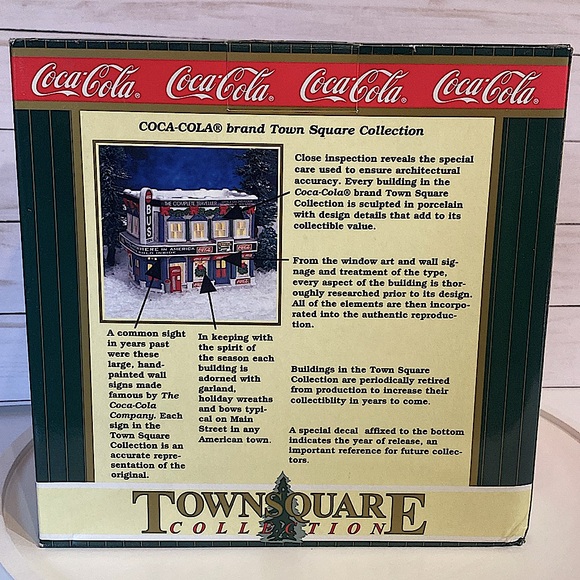 Coca-Cola® Coca-Cola® Coca-Cola® Coca-Cola®
COCA-COLA® brand Town Square Collection
Close inspection reveals the special
care used to ensure architectural
accuracy. Every building in the
Coca-Cola® brand Town Square
Collection is sculpted in porcelain
with design details that add to its
collectible value.
THE COMPLETE TRAVELLER
BUS
HERE IN AMERICA
From the window art and wall sig-
nage and treatment of the type,
every aspect of the building is thor-
oughly researched prior to its design.
All of the elements are then incorpo-
rated into the authentic reproduc-
tion.
A common sight
in years past
were these
large, hand-
painted wall
signs made
famous by The
Coca-Cola
Company. Each
sign in the
Town Square
Collection is an
accurate repre-
sentation of the
original.
In keeping with
the spirit of
the season each
building is
adorned with
garland,
holiday wreaths
and bows typi-
cal on Main
Street in any
American town.
Buildings in the Town Square
Collection are periodically retired
from production to increase their
collectiblity in years to come.
A special decal affixed to the bottom
indicates the year of release, an
important reference for future collec-
tors.
TOWNSQUARE
COLLECTION